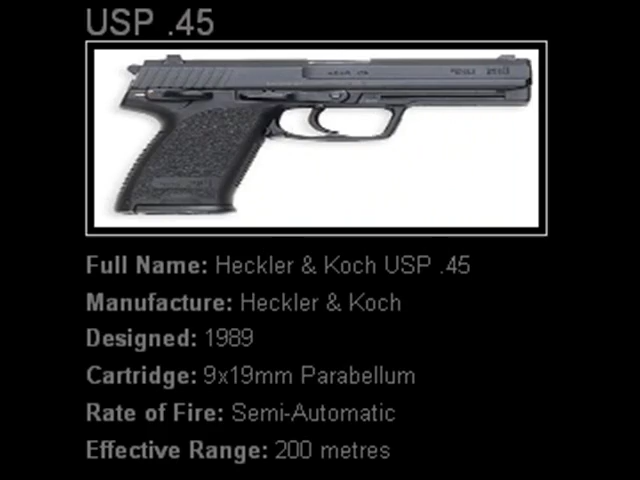 USP .45
Full Name: Heckler & Koch USP .45
Manufacture: Heckler & Koch
Designed: 1989
Cartridge: 9x19mm Parabellum
Rate of Fire: Semi-Automatic
Effective Range: 200 metres